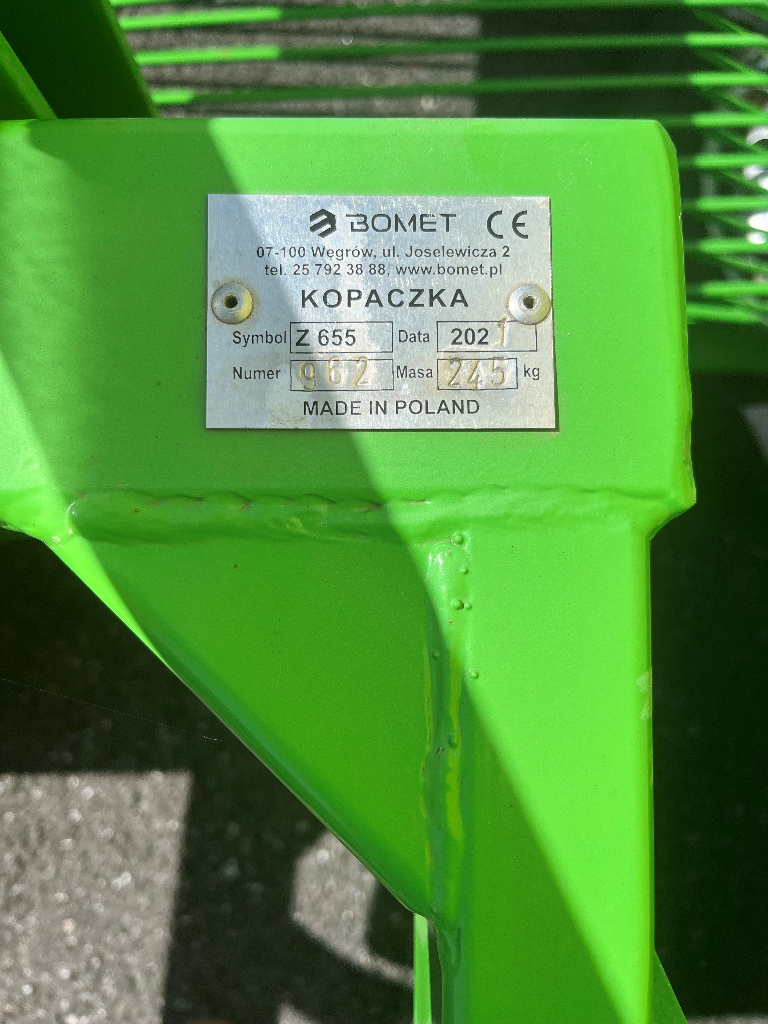 BOMET CE
07-100 Węgrów, ul. Joselewicza 2
tel. 25 792 38 88, www.bomet.pl
KOPACZKA
Symbol Z 655 Data 2021
Numer 962 Masa 245 kg
MADE IN POLAND